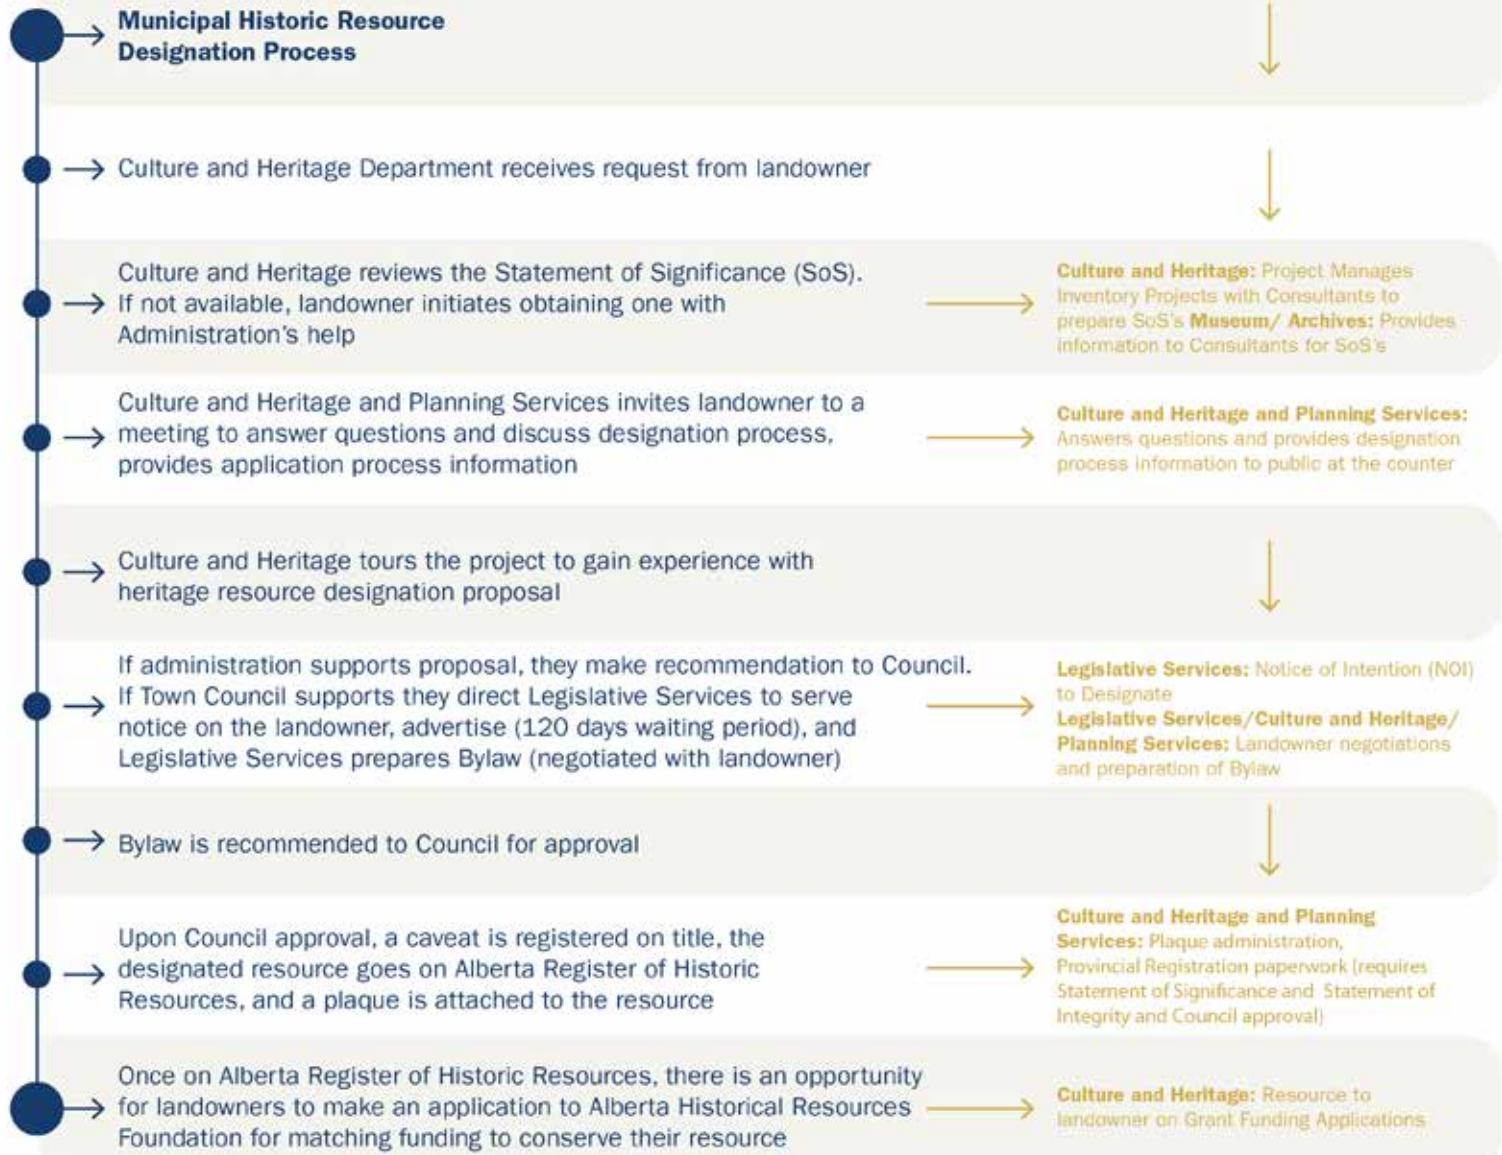 Municipal Historic Resource
Designation Process
Culture and Heritage Department receives request from landowner
Culture and Heritage reviews the Statement of Significance (SoS).
If not available, landowner initiates obtaining one with
Administration's help
Culture and Heritage: Project Manages
Inventory Projects with Consultants to
prepare SoS's Museum/ Archives: Provides
information to Consultants for SoS's
Culture and Heritage and Planning Services invites landowner to a
meeting to answer questions and discuss designation process,
provides application process information
Culture and Heritage and Planning Services:
Answers questions and provides designation
process information to public at the counter
Culture and Heritage tours the project to gain experience with
heritage resource designation proposal
If administration supports proposal, they make recommendation to Council.
If Town Council supports they direct Legislative Services to serve
notice on the landowner, advertise (120 days waiting period), and
Legislative Services prepares Bylaw (negotiated with landowner)
Legislative Services: Notice of Intention (NOI)
to Designate
Legislative Services/Culture and Heritage/
Planning Services: Landowner negotiations
and preparation of Bylaw
Bylaw is recommended to Council for approval
Upon Council approval, a caveat is registered on title, the
designated resource goes on Alberta Register of Historic
Resources, and a plaque is attached to the resource
Culture and Heritage and Planning
Services: Plaque administration,
Provincial Registration paperwork (requires
Statement of Significance and Statement of
Integrity and Council approval)
Once on Alberta Register of Historic Resources, there is an opportunity
for landowners to make an application to Alberta Historical Resources
Foundation for matching funding to conserve their resource
Culture and Heritage: Resource to
landowner on Grant Funding Applications